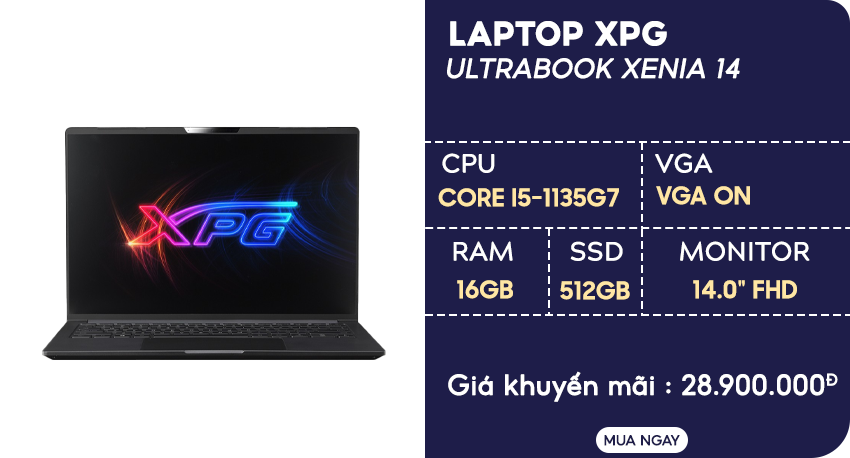 XPG
LAPTOP XPG
ULTRABOOK XENIA 14
CPU
CORE I5-1135G7
VGA
VGA ON
RAM
16GB
SSD
512GB
MONITOR
14.0" FHD
Giá khuyến mãi : 28.900.000Đ
MUA NGAY